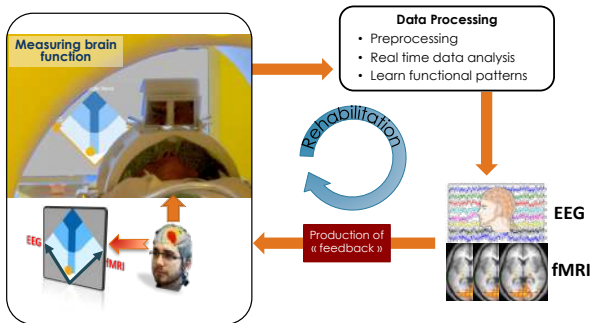 Measuring brain
function
Data Processing
• Preprocessing
• Real time data analysis
• Learn functional patterns
Rehabilitation
EEG
fMRI
Production of
« feedback »
EEG
fMRI